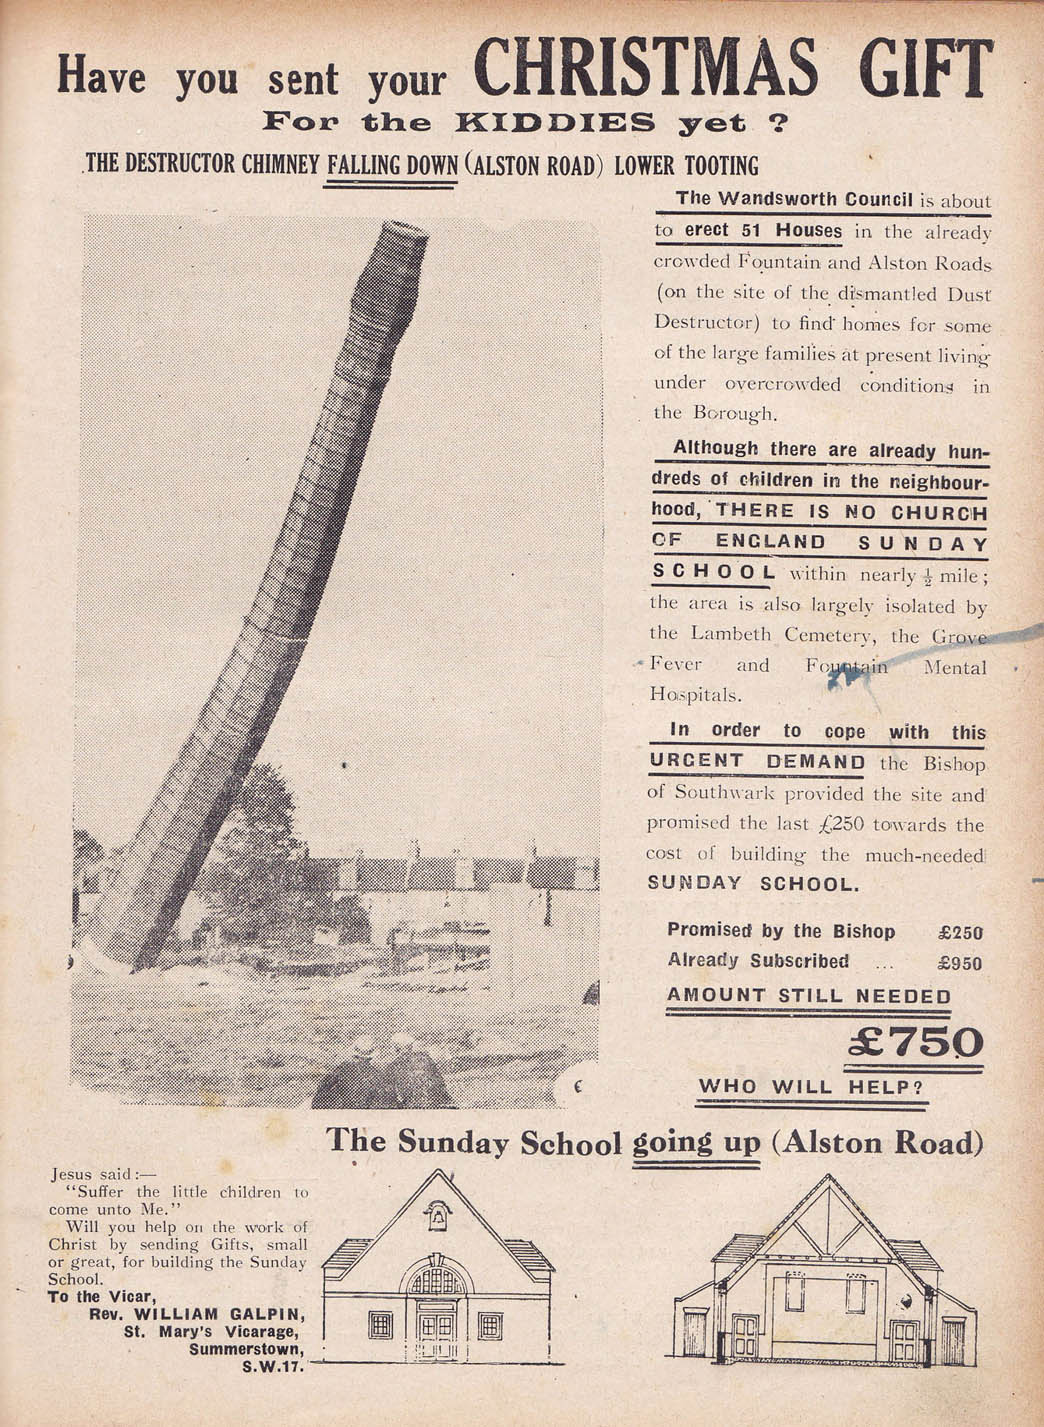 Have you sent your CHRISTMAS GIFT
For the KIDDIES yet ?
THE DESTRUCTOR CHIMNEY FALLING DOWN (ALSTON ROAD) LOWER TOOTING
The Wandsworth Council is about
to erect 51 Houses in the already
crowded Fountain and Alston Roads
(on the site of the dismantled Dust
Destructor) to find homes for some
of the large families at present living
under overcrowded conditions in
the Borough.
Although there are already hun-
dreds of children in the neighbour-
hood, THERE IS NO CHURCH
OF ENGLAND SUNDAY
SCHOOL within nearly ½ mile ;
the area is also largely isolated by
the Lambeth Cemetery, the Grove
Fever and Fountain Mental
Hospitals.
In order to cope with this
URGENT DEMAND the Bishop
of Southwark provided the site and
promised the last £250 towards the
cost of building the much-needed
SUNDAY SCHOOL.
Promised by the Bishop £250
Already Subscribed ... £950
AMOUNT STILL NEEDED
£750
WHO WILL HELP?
The Sunday School going up (Alston Road)
Jesus said :—
"Suffer the little children to
come unto Me."
Will you help on the work of
Christ by sending Gifts, small
or great, for building the Sunday
School.
To the Vicar,
Rev. WILLIAM GALPIN,
St. Mary's Vicarage,
Summerstown,
S.W.17.